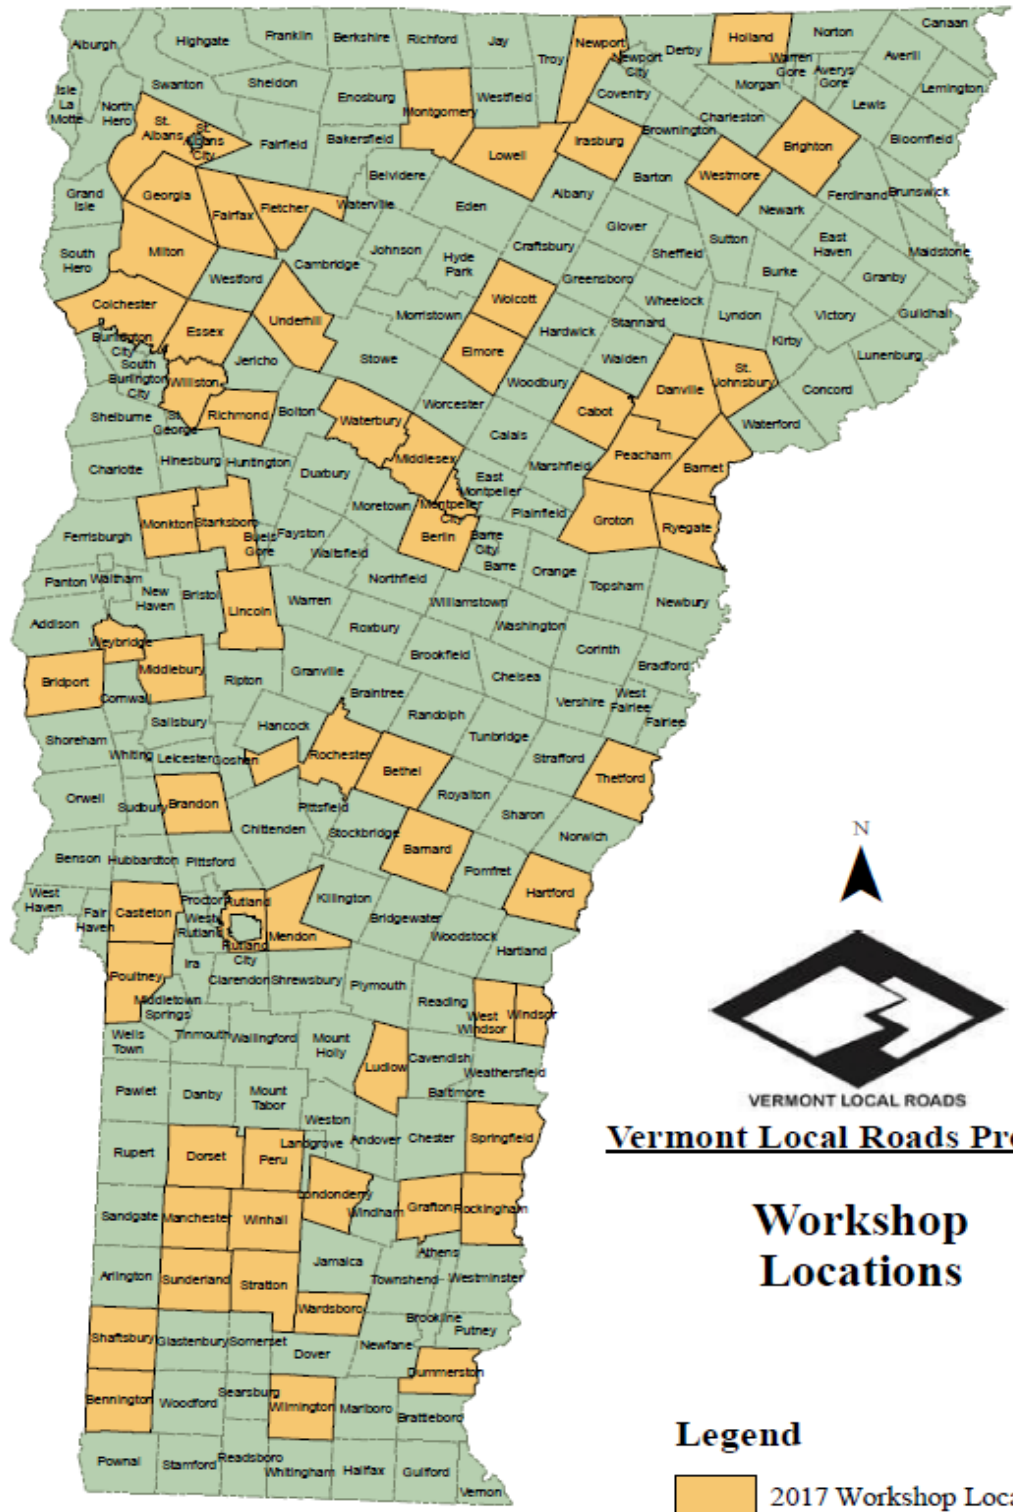 Alburgh
Highgate
Franklin
Berkshire
Richford
Jay
Troy
Newport
Newport
City
Derby
Holland
Norton
Canaan
Warren
Gore
Averys
Gore
Averill
Lemington
Isle
La
Motte
North
Hero
Swanton
Sheldon
Enosburg
Montgomery
Westfield
Coventry
Morgan
Charleston
Lewis
Bloomfield
St.
Albans
St.
Albans
City
Fairfield
Bakersfield
Lowell
Irasburg
Brownington
Westmore
Brighton
Ferdinand
Brunswick
Grand
Isle
Georgia
Fairfax
Fletcher
Waterville
Belvidere
Eden
Albany
Barton
Newark
Maidstone
South
Hero
Milton
Westford
Cambridge
Johnson
Hyde
Park
Craftsbury
Glover
Sheffield
Sutton
East
Haven
Granby
Greensboro
Burke
Colchester
Essex
Underhill
Morristown
Wolcott
Wheelock
Lyndon
Victory
Guildhall
Burlington
City
South
Burlington
City
Jericho
Stowe
Elmore
Hardwick
Stannard
Walden
Kirby
Lunenburg
Williston
Woodbury
Danville
St.
Johnsbury
Concord
Shelburne
St.
George
Richmond
Bolton
Waterbury
Worcester
Cabot
Waterford
Charlotte
Hinesburg
Huntington
Duxbury
Middlesex
Calais
Marshfield
Peacham
Barnet
East
Montpelier
Moretown
Montpelier
City
Plainfield
Groton
Ryegate
Ferrisburgh
Monkton
Starksboro
Buels
Gore
Fayston
Waitsfield
Berlin
Barre
City
Barre
Orange
Topsham
Newbury
Panton
Waltham
New
Haven
Bristol
Lincoln
Warren
Northfield
Williamstown
Washington
Addison
Weybridge
Roxbury
Brookfield
Corinth
Bradford
Bridport
Middlebury
Cornwall
Ripton
Granville
Braintree
Chelsea
Vershire
West
Fairlee
Fairlee
Shoreham
Salisbury
Hancock
Randolph
Tunbridge
Whiting
Leicester
Goshen
Rochester
Bethel
Strafford
Thetford
Orwell
Sudbury
Brandon
Chittenden
Pittsfield
Stockbridge
Royalton
Sharon
Norwich
Benson
Hubbardton
Pittsford
Barnard
Pomfret
Hartford
West
Haven
Fair
Haven
Castleton
Proctor
West
Rutland
Rutland
Rutland
City
Mendon
Killington
Bridgewater
Woodstock
Hartland
Poultney
Ira
Clarendon
Shrewsbury
Plymouth
Reading
West
Windsor
Windsor
Middletown
Springs
Wells
Town
Tinmouth
Wallingford
Mount
Holly
Ludlow
Cavendish
Weathersfield
Baltimore
Pawlet
Danby
Mount
Tabor
Weston
Landgrove
Andover
Chester
Springfield
Rupert
Dorset
Peru
Londonderry
Windham
Grafton
Rockingham
Sandgate
Manchester
Winhall
Jamaica
Athens
Arlington
Sunderland
Stratton
Townshend
Westminster
Wardsboro
Brookline
Putney
Shaftsbury
Glastenbury
Somerset
Dover
Newfane
Dummerston
Bennington
Woodford
Searsburg
Wilmington
Marlboro
Brattleboro
Pownal
Stamford
Readsboro
Whitingham
Halifax
Guilford
Vernon
N
VERMONT LOCAL ROADS
Vermont Local Roads Pr
Workshop
Locations
Legend
2017 Workshop Loca